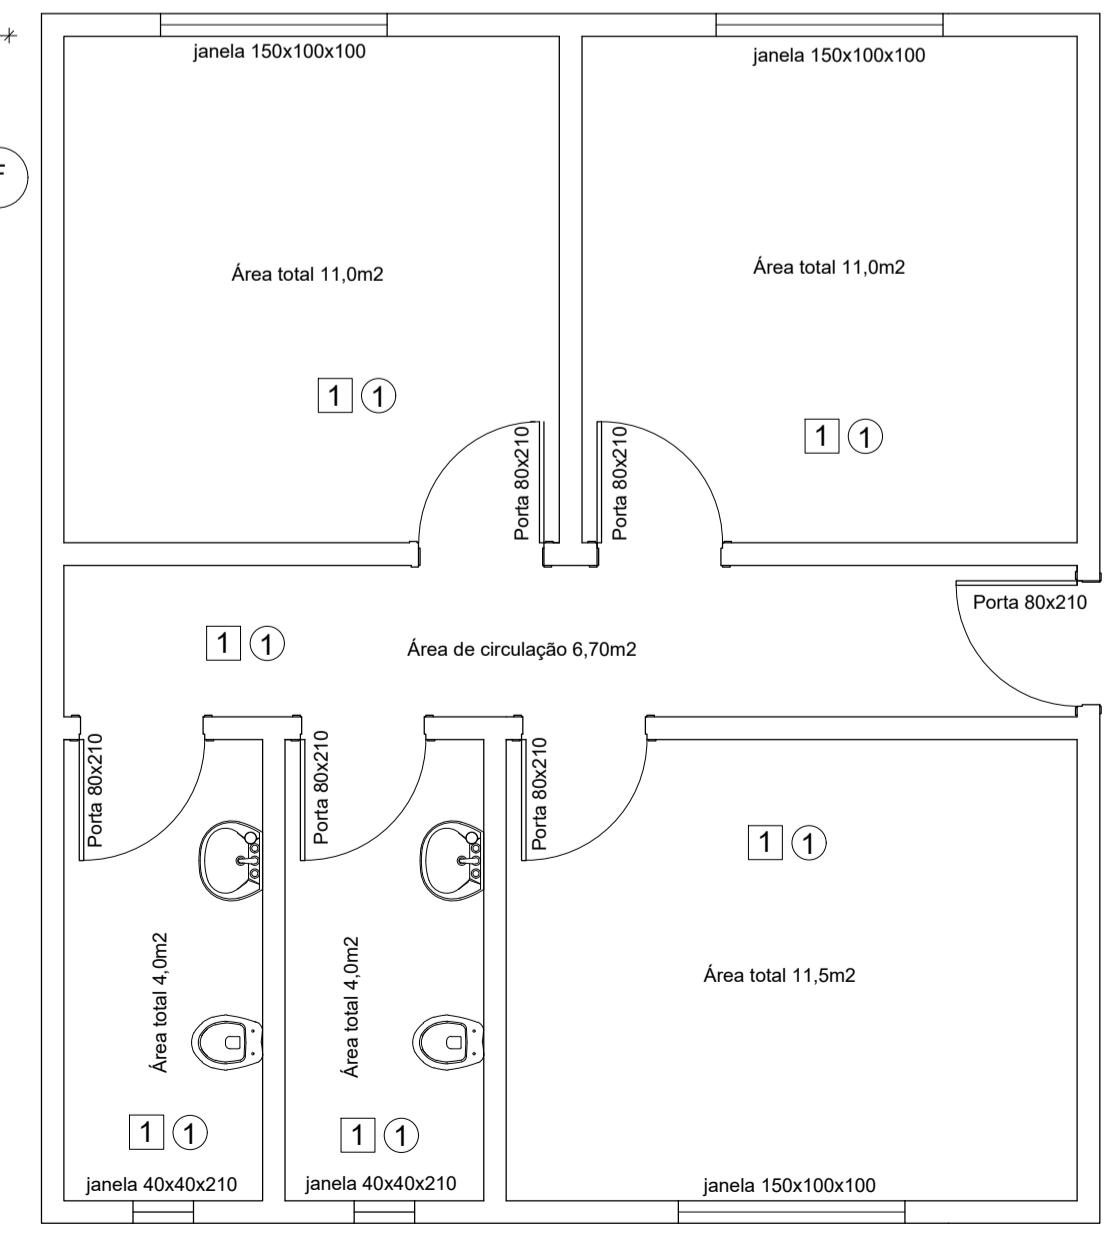 janela 150x100x100
janela 150x100x100
Área total 11,0m2
Área total 11,0m2
1 1
1 1
Porta 80x210
Porta 80x210
Porta 80x210
1 1
Área de circulação 6,70m2
Porta 80x210
Porta 80x210
Porta 80x210
1 1
Área total 4,0m2
Área total 4,0m2
Área total 11,5m2
1 1
1 1
janela 40x40x210
janela 40x40x210
janela 150x100x100